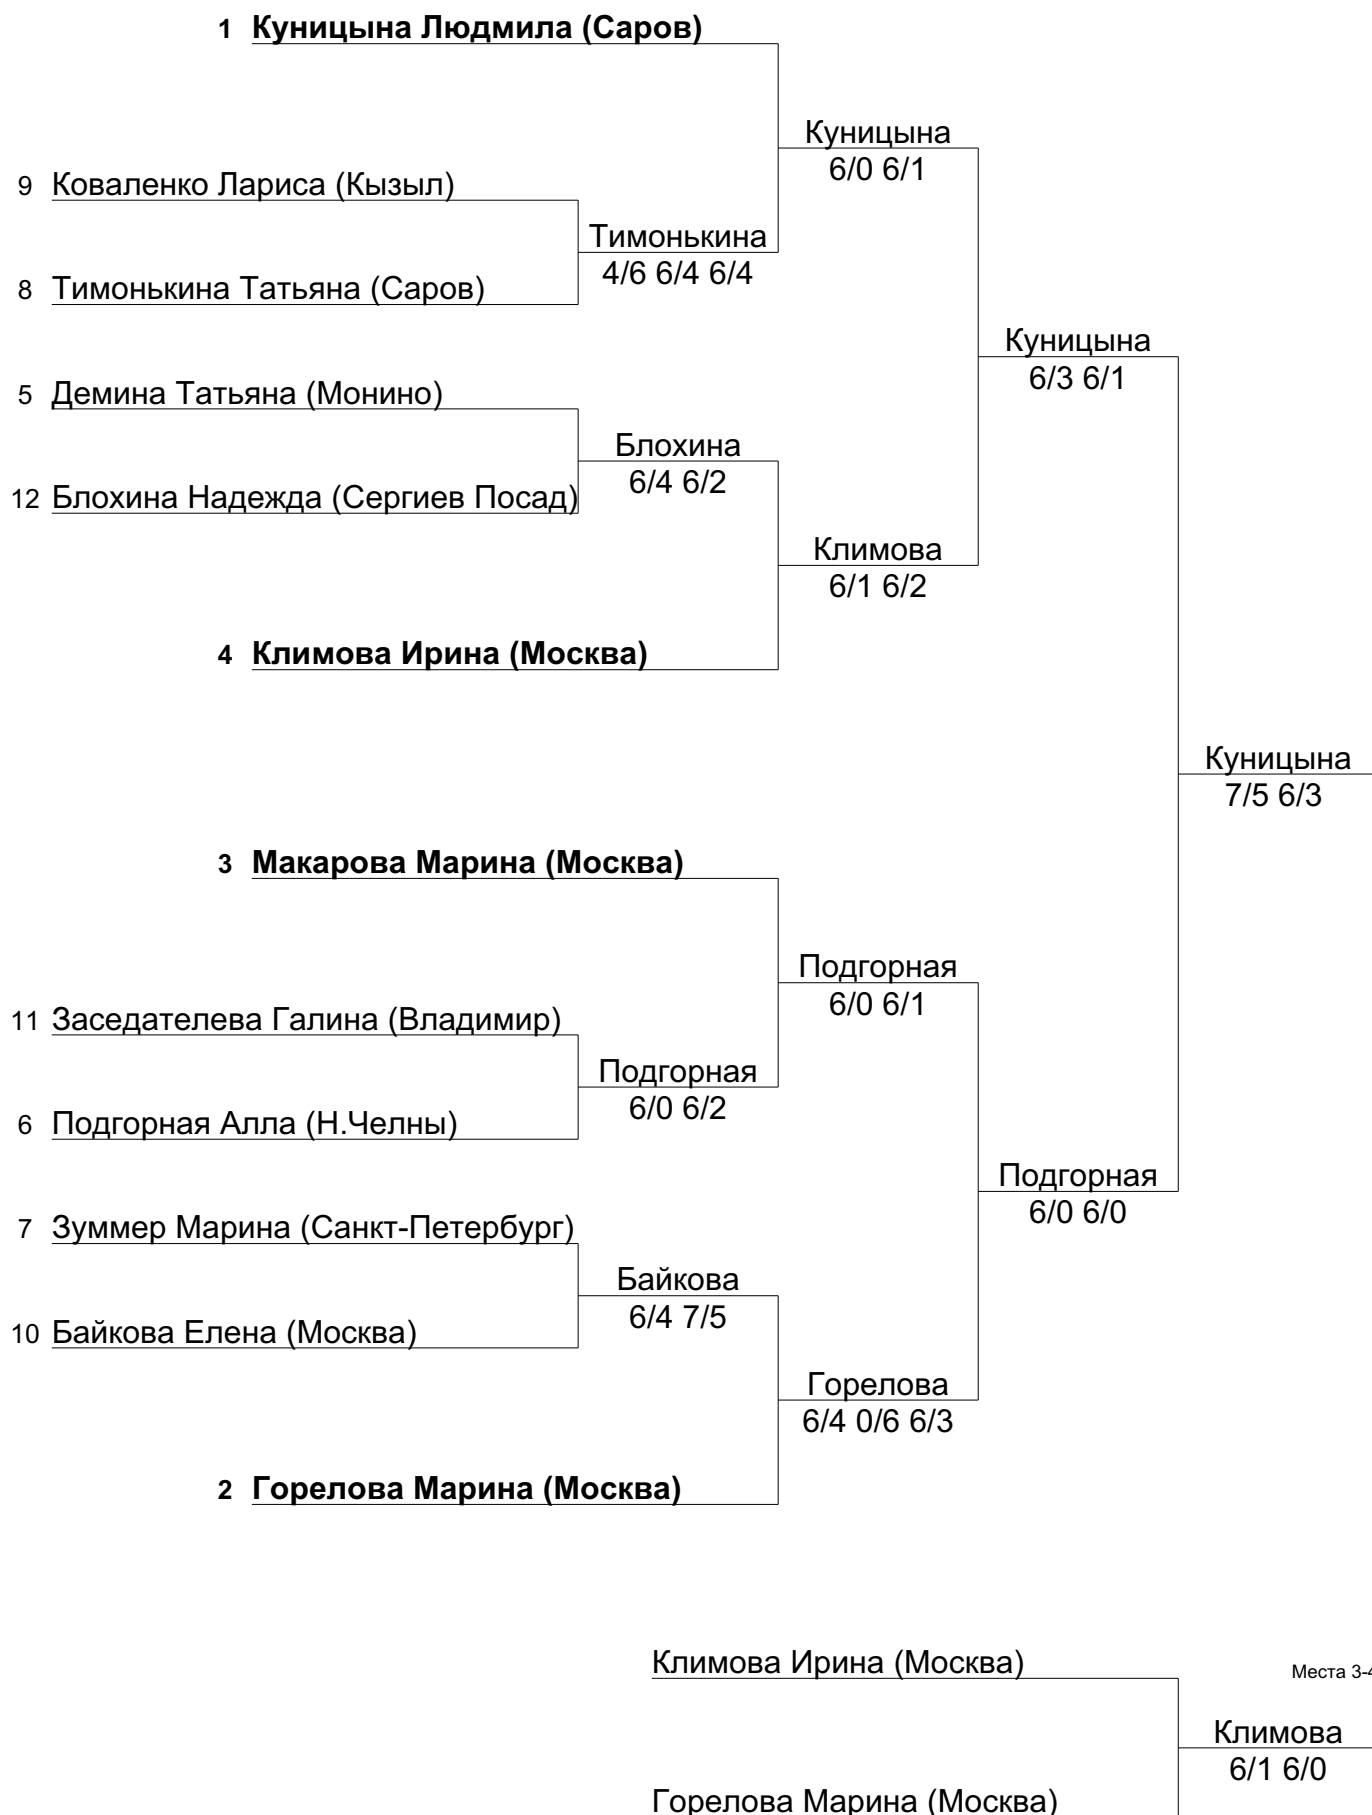 1 Куницына Людмила (Саров)
Куницына
6/0 6/1
9 Коваленко Лариса (Кызыл)
Тимонькина
4/6 6/4 6/4
8 Тимонькина Татьяна (Саров)
Куницына
6/3 6/1
5 Демина Татьяна (Монино)
Блохина
6/4 6/2
12 Блохина Надежда (Сергиев Посад)
Климова
6/1 6/2
4 Климова Ирина (Москва)
Куницына
7/5 6/3
3 Макарова Марина (Москва)
Подгорная
6/0 6/1
11 Заседателева Галина (Владимир)
Подгорная
6/0 6/2
6 Подгорная Алла (Н.Челны)
Подгорная
6/0 6/0
7 Зуммер Марина (Санкт-Петербург)
Байкова
6/4 7/5
10 Байкова Елена (Москва)
Горелова
6/4 0/6 6/3
2 Горелова Марина (Москва)
Климова Ирина (Москва)
Места 3-4
Климова
6/1 6/0
Горелова Марина (Москва)